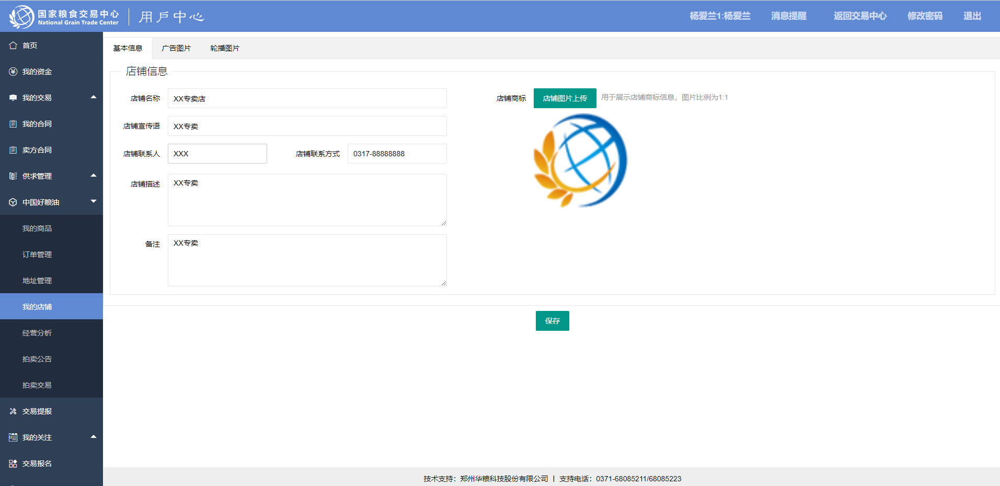 国家粮食交易中心
National Grain Trade Center
用户中心
杨爱兰1:杨爱兰 消息提醒 返回交易中心 修改密码 退出
首页
我的资金
我的交易
我的合同
卖方合同
供求管理
中国好粮油
我的商品
订单管理
地址管理
我的店铺
经营分析
拍卖公告
拍卖交易
交易提报
我的关注
交易报名
基本信息 广告图片 轮播图片
店铺信息
店铺名称 XX专卖店
店铺宣传语 XX专卖
店铺联系人 XXX 店铺联系方式 0317-88888888
店铺描述 XX专卖
备注 XX专卖
店铺商标 店铺图片上传 用于展示店铺商标信息，图片比例为1:1
保存
技术支持：郑州华粮科技股份有限公司 | 支持电话：0371-68085211/68085223